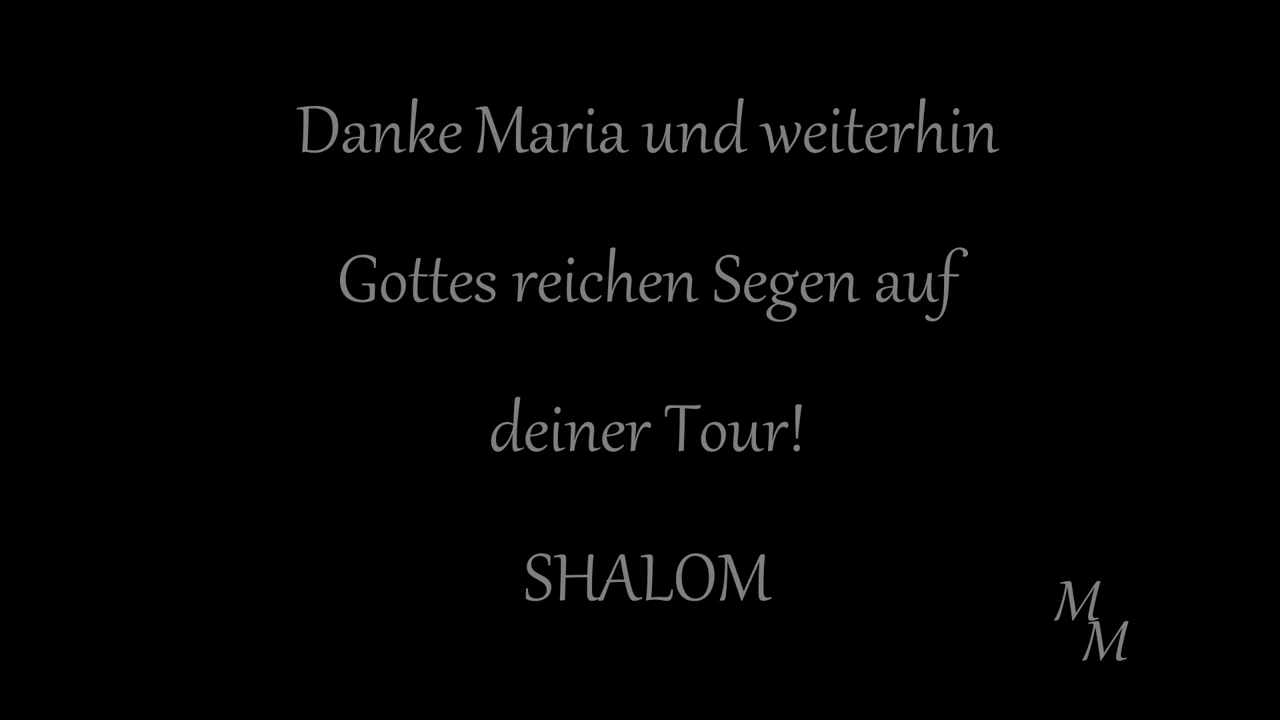 Danke Maria und weiterhin
Gottes reichen Segen auf
deiner Tour!
SHALOM
M
M